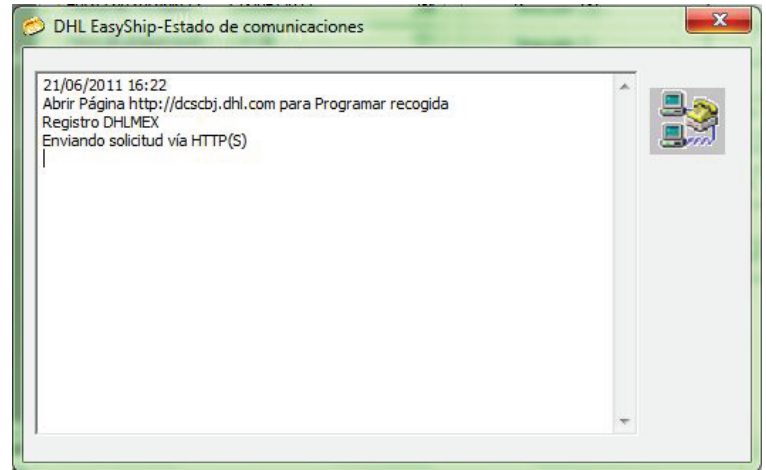 DHL EasyShip-Estado de comunicaciones
21/06/2011 16:22
Abrir Página http://dcscbj.dhl.com para Programar recogida
Registro DHLMEX
Enviando solicitud vía HTTP(S)